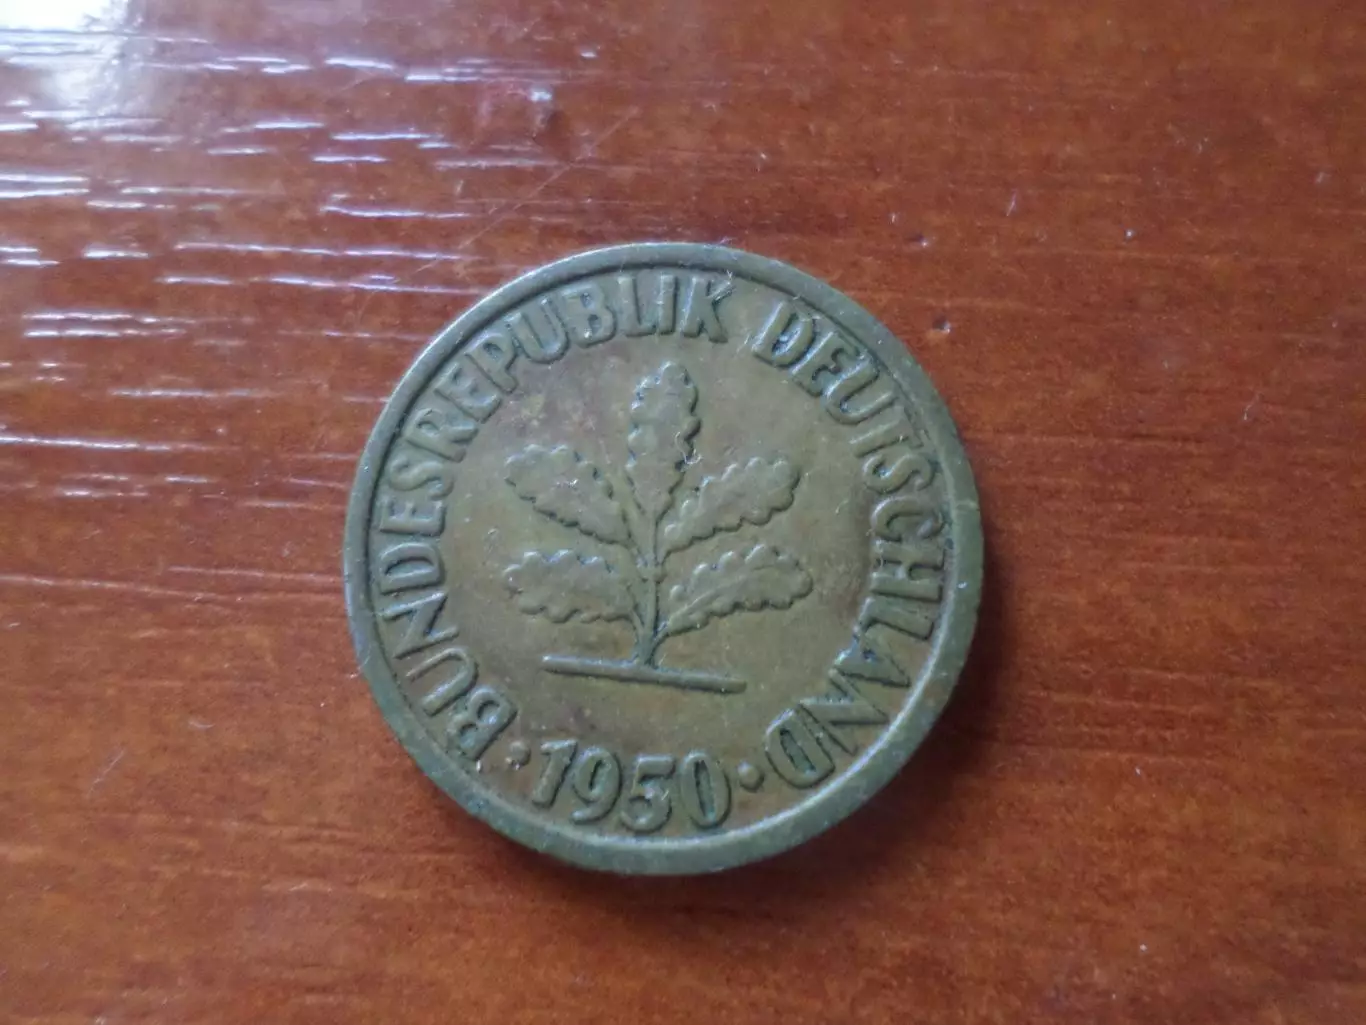 BUNDESREPUBLIK DEUTSCHLAND
· 1950 ·